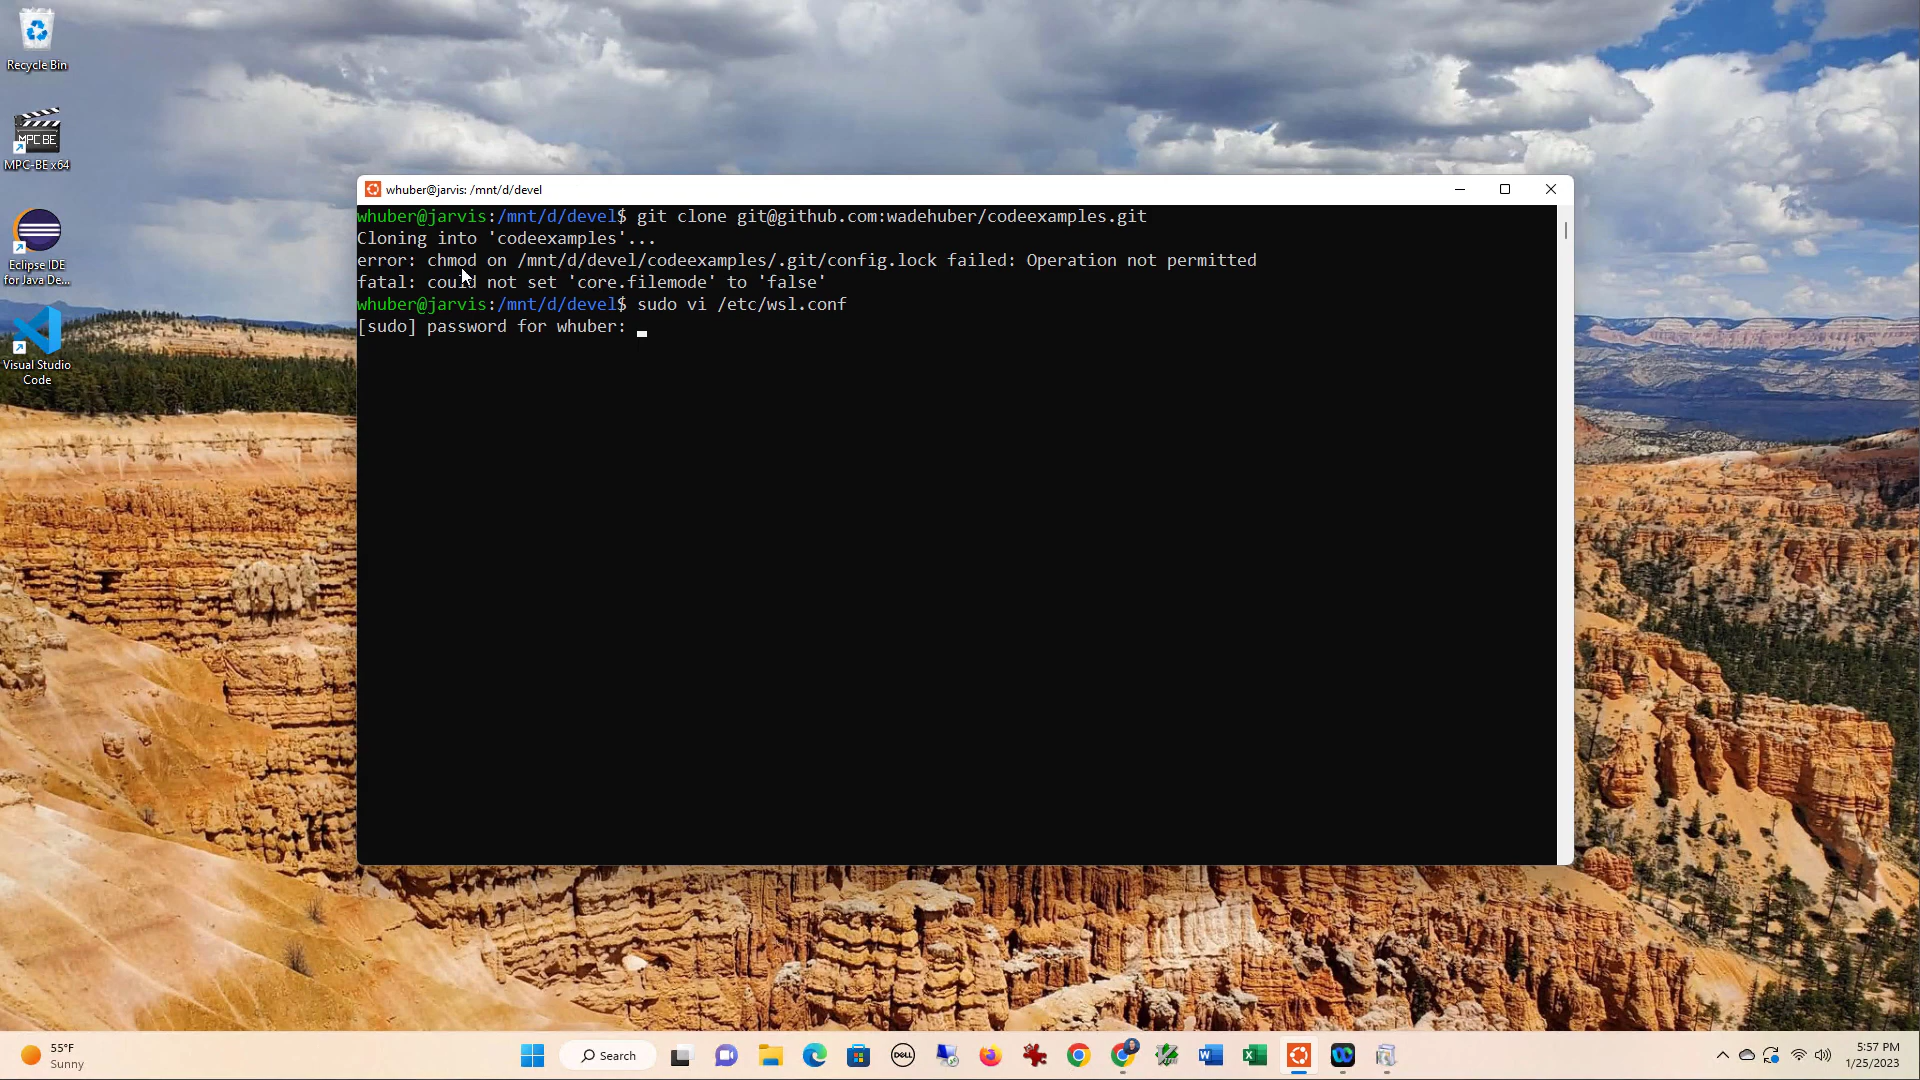 Recycle Bin
MPC BE
MPC-BE x64
Eclipse IDE
for Java De...
Visual Studio
Code
whuber@jarvis: /mnt/d/devel
whuber@jarvis:/mnt/d/devel$ git clone git@github.com:wadehuber/codeexamples.git
Cloning into 'codeexamples'...
error: chmod on /mnt/d/devel/codeexamples/.git/config.lock failed: Operation not permitted
fatal: could not set 'core.filemode' to 'false'
whuber@jarvis:/mnt/d/devel$ sudo vi /etc/wsl.conf
[sudo] password for whuber:
55°F
Sunny
Search
DELL
5:57 PM
1/25/2023